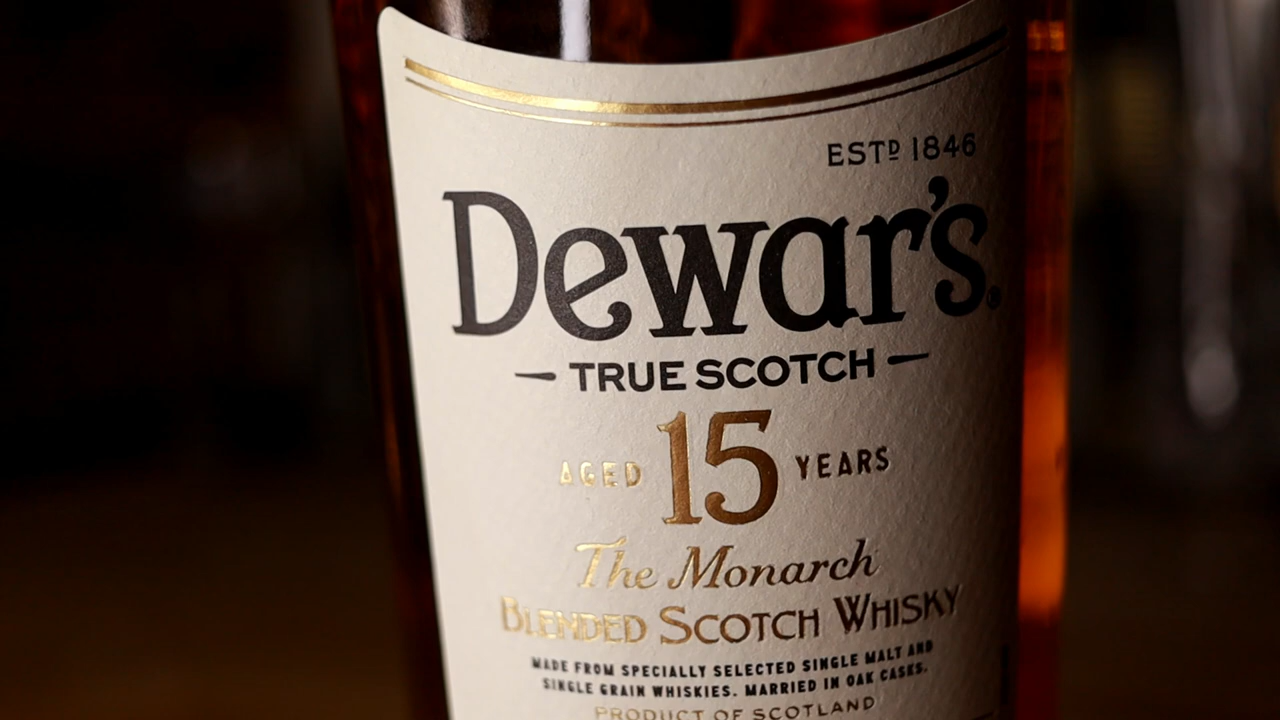 ESTD 1846
Dewar's.
TRUE SCOTCH
AGED 15 YEARS
The Monarch
BLENDED SCOTCH WHISKY
MADE FROM SPECIALLY SELECTED SINGLE MALT AND
SINGLE GRAIN WHISKIES. MARRIED IN OAK CASKS.
PRODUCT OF SCOTLAND